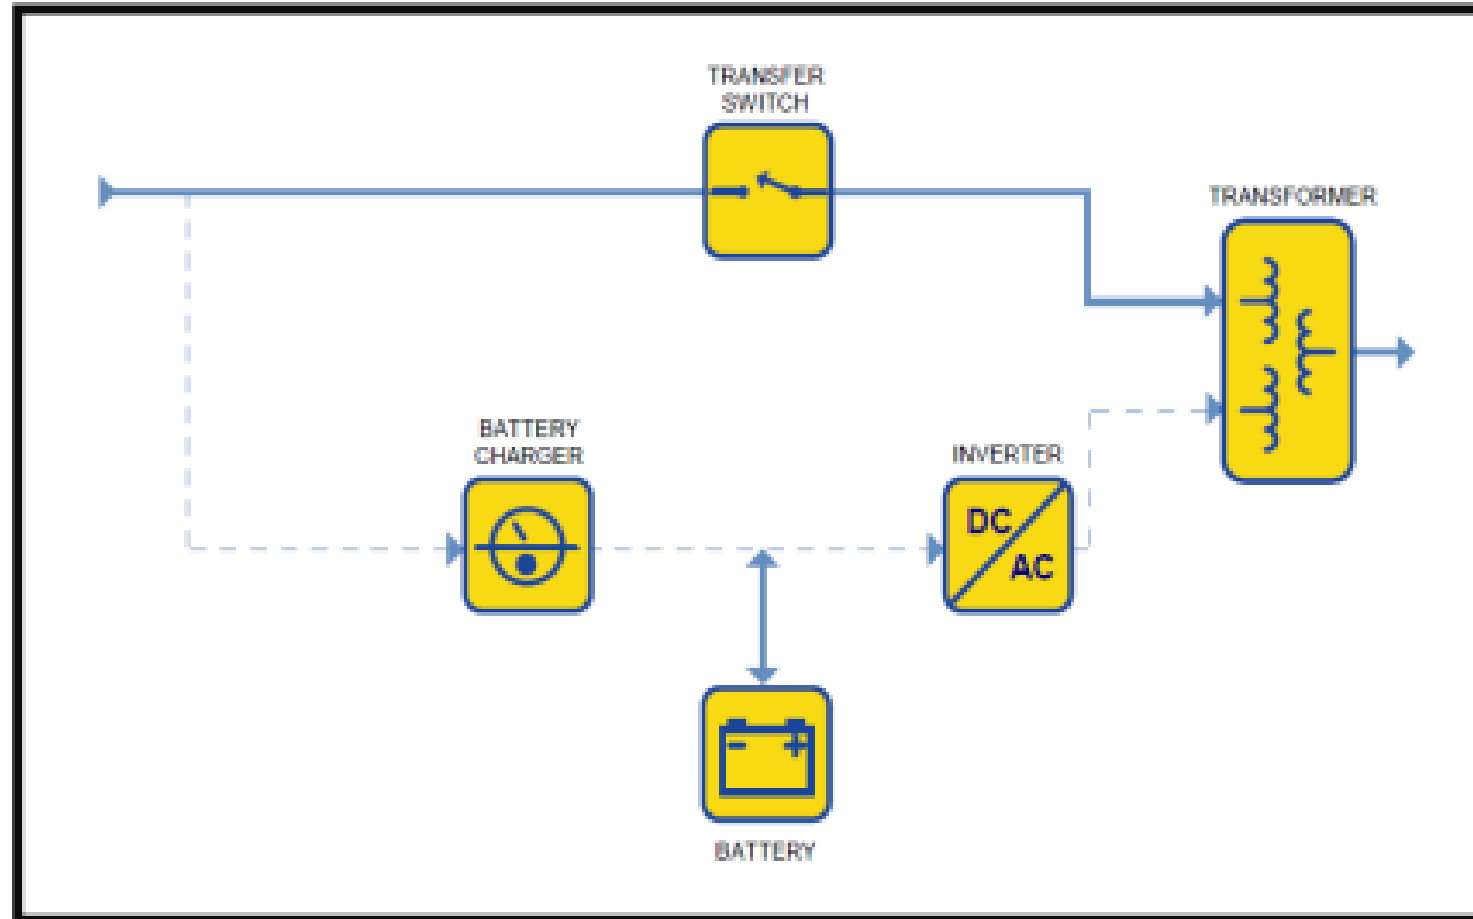 TRANSFER
SWITCH
TRANSFORMER
BATTERY
CHARGER
INVERTER
DC
AC
BATTERY